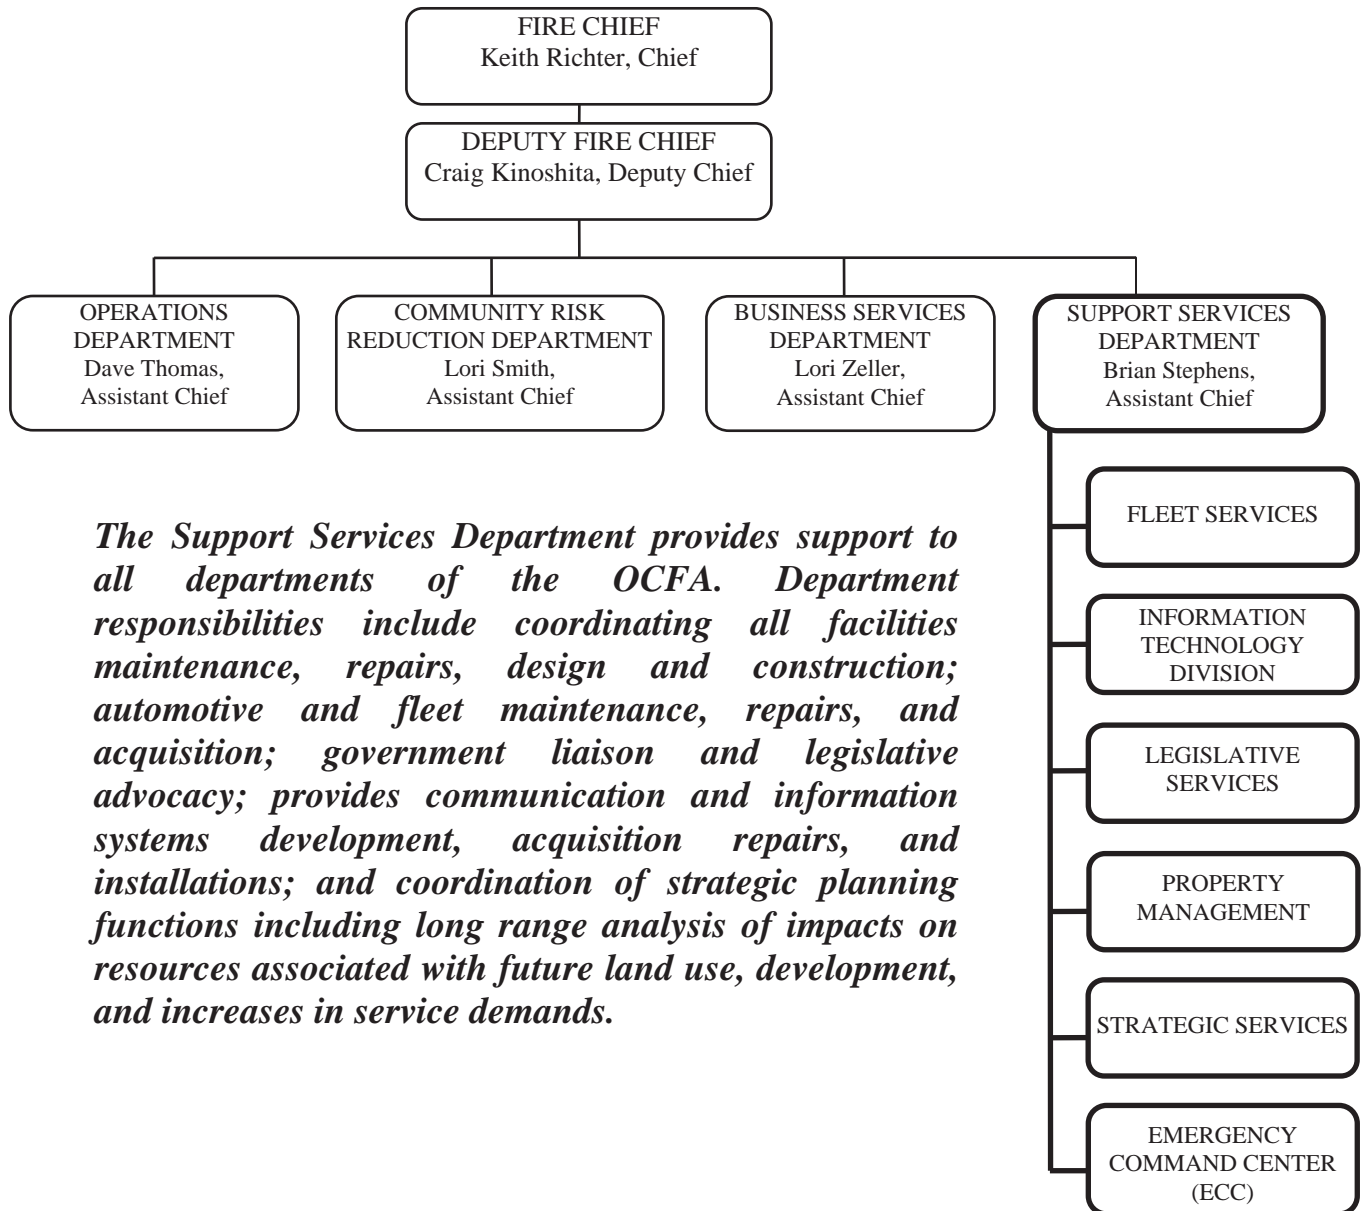 FIRE CHIEF
Keith Richter, Chief
DEPUTY FIRE CHIEF
Craig Kinoshita, Deputy Chief
OPERATIONS
DEPARTMENT
Dave Thomas,
Assistant Chief
COMMUNITY RISK
REDUCTION DEPARTMENT
Lori Smith,
Assistant Chief
BUSINESS SERVICES
DEPARTMENT
Lori Zeller,
Assistant Chief
SUPPORT SERVICES
DEPARTMENT
Brian Stephens,
Assistant Chief
The Support Services Department provides support to
all departments of the OCFA. Department
responsibilities include coordinating all facilities
maintenance, repairs, design and construction;
automotive and fleet maintenance, repairs, and
acquisition; government liaison and legislative
advocacy; provides communication and information
systems development, acquisition repairs, and
installations; and coordination of strategic planning
functions including long range analysis of impacts on
resources associated with future land use, development,
and increases in service demands.
FLEET SERVICES
INFORMATION
TECHNOLOGY
DIVISION
LEGISLATIVE
SERVICES
PROPERTY
MANAGEMENT
STRATEGIC SERVICES
EMERGENCY
COMMAND CENTER
(ECC)